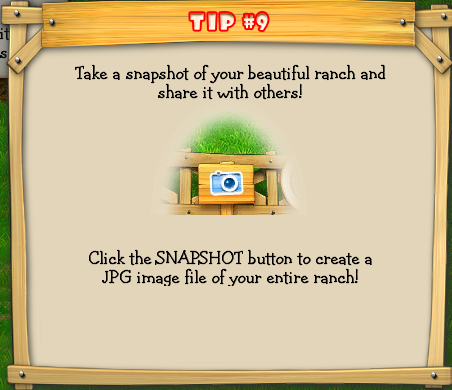 TIP #9
it
s
Take a snapshot of your beautiful ranch and
share it with others!
Click the SNAPSHOT button to create a
JPG image file of your entire ranch!